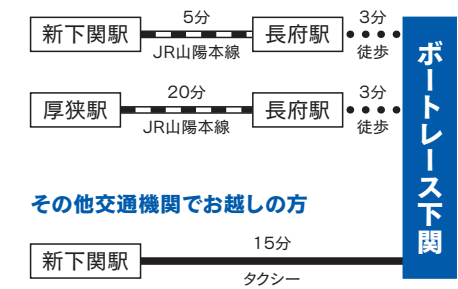 5分
3分
新下関駅
長府駅
JR山陽本線
徒歩
20分
3分
厚狭駅
長府駅
JR山陽本線
徒歩
その他交通機関でお越しの方
15分
新下関駅
タクシー
ボートレース下関